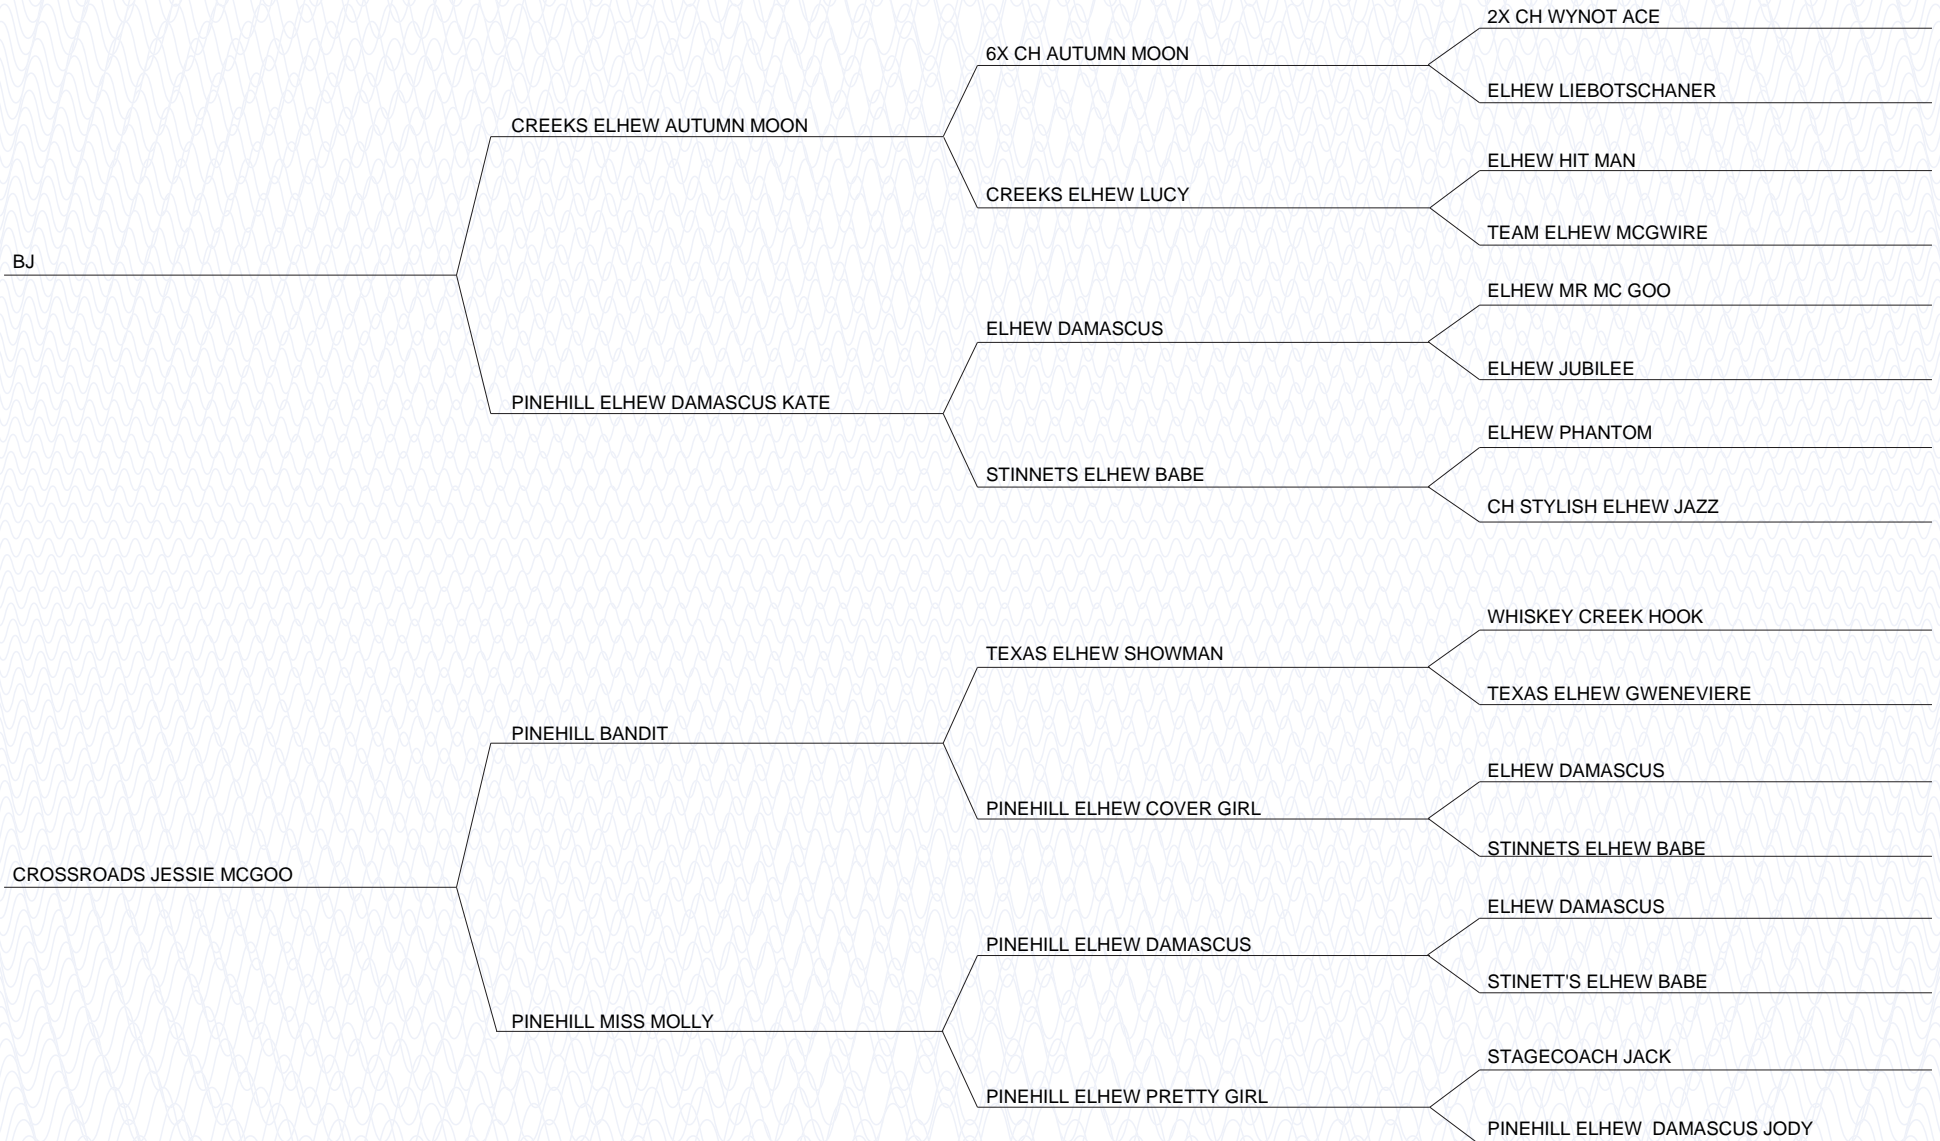 2X CH WYNOT ACE
6X CH AUTUMN MOON
ELHEW LIEBOTSCHANER
CREEKS ELHEW AUTUMN MOON
ELHEW HIT MAN
CREEKS ELHEW LUCY
TEAM ELHEW MCGWIRE
BJ
ELHEW MR MC GOO
ELHEW DAMASCUS
ELHEW JUBILEE
PINEHILL ELHEW DAMASCUS KATE
ELHEW PHANTOM
STINNETS ELHEW BABE
CH STYLISH ELHEW JAZZ
WHISKEY CREEK HOOK
TEXAS ELHEW SHOWMAN
TEXAS ELHEW GWENEVIERE
PINEHILL BANDIT
ELHEW DAMASCUS
PINEHILL ELHEW COVER GIRL
STINNETS ELHEW BABE
CROSSROADS JESSIE MCGOO
ELHEW DAMASCUS
PINEHILL ELHEW DAMASCUS
STINETT'S ELHEW BABE
PINEHILL MISS MOLLY
STAGECOACH JACK
PINEHILL ELHEW PRETTY GIRL
PINEHILL ELHEW  DAMASCUS JODY